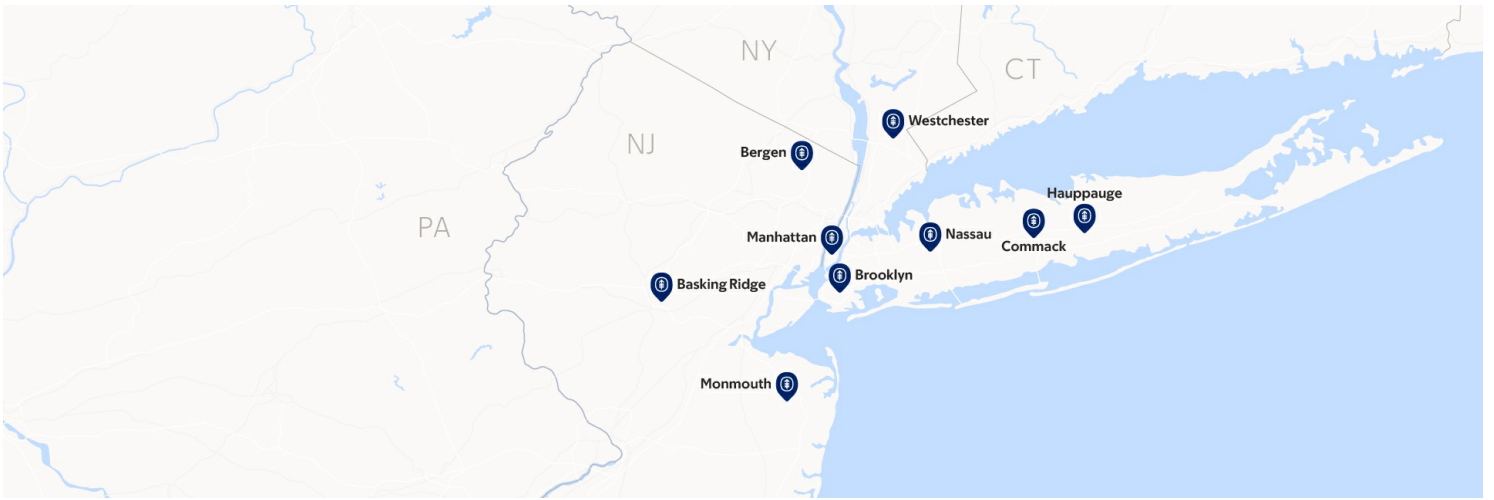 NY
CT
Westchester
NJ
Bergen
Hauppauge
PA
Manhattan
Nassau
Commack
Brooklyn
Basking Ridge
Monmouth